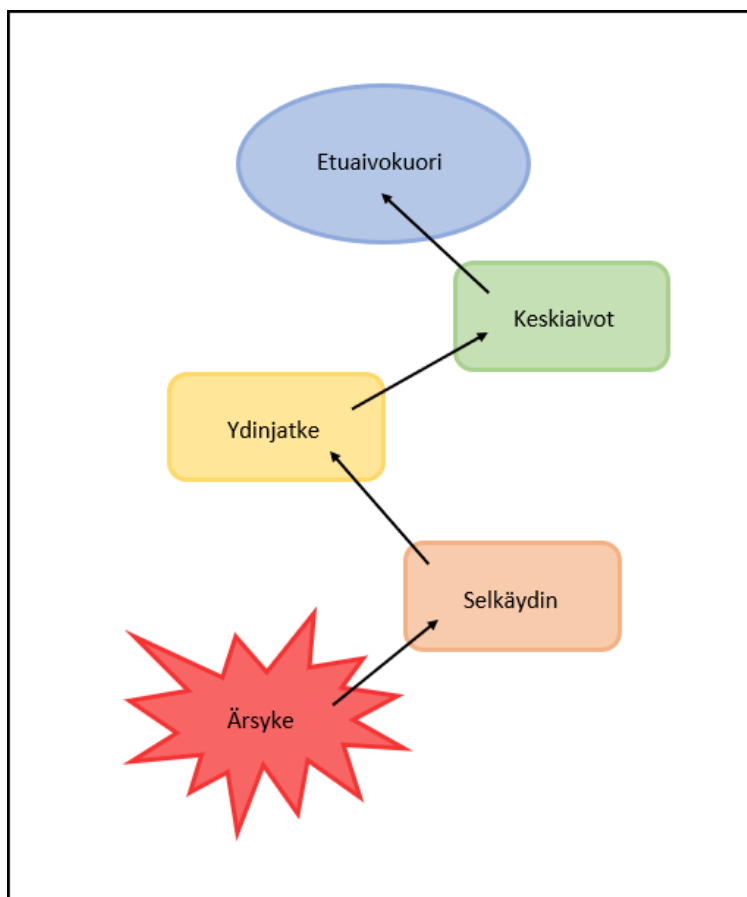 Etuaivokuori
Keskiaivot
Ydinjatke
Selkäydin
Ärsyke